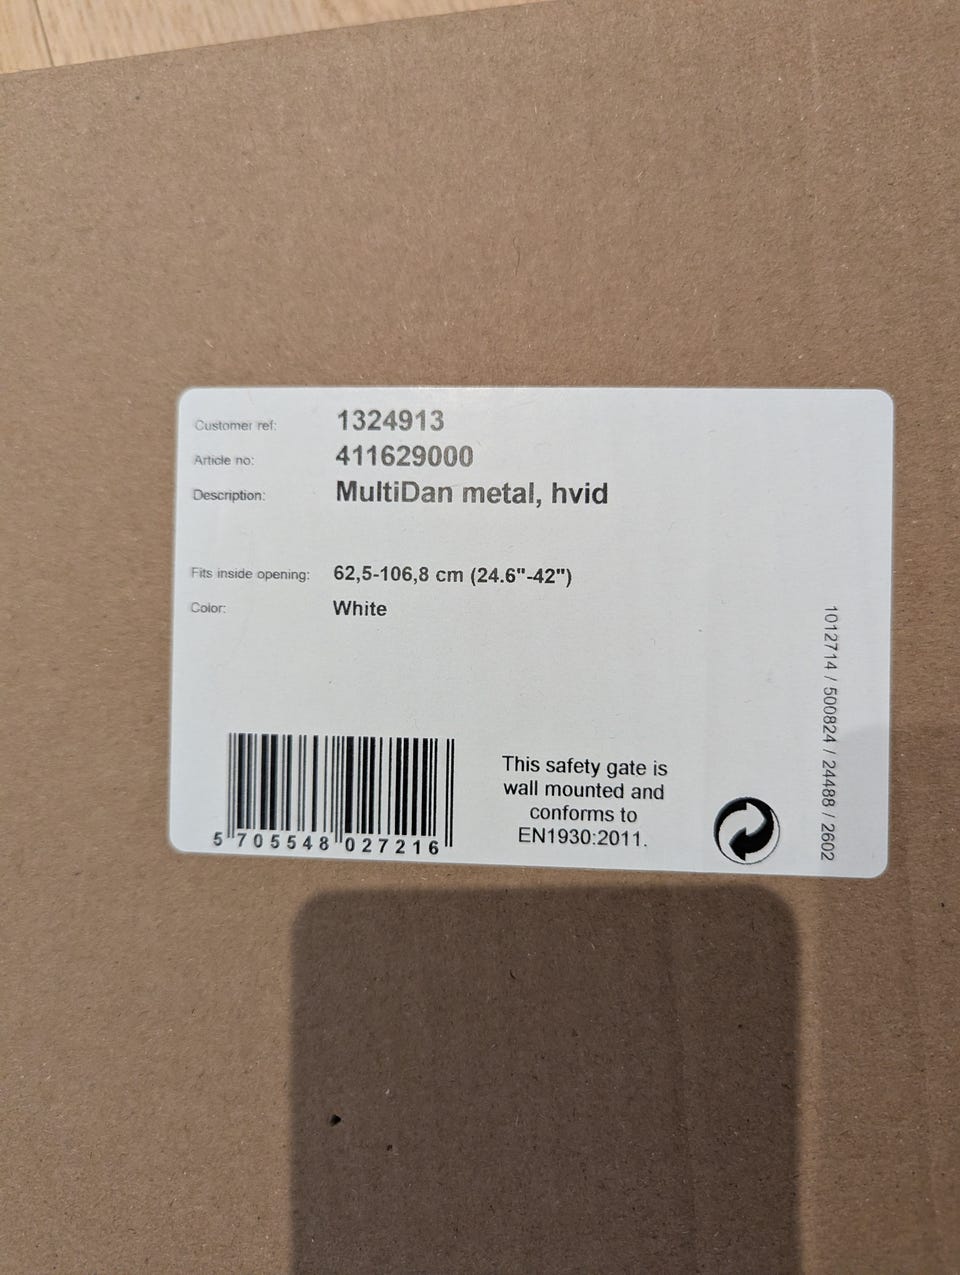 Customer ref: 1324913
Article no: 411629000
Description: MultiDan metal, hvid
Fits inside opening: 62,5-106,8 cm (24.6"-42")
Color: White
5 705548 027216
This safety gate is
wall mounted and
conforms to
EN1930:2011.
1012714 / 500824 / 24488 / 2602